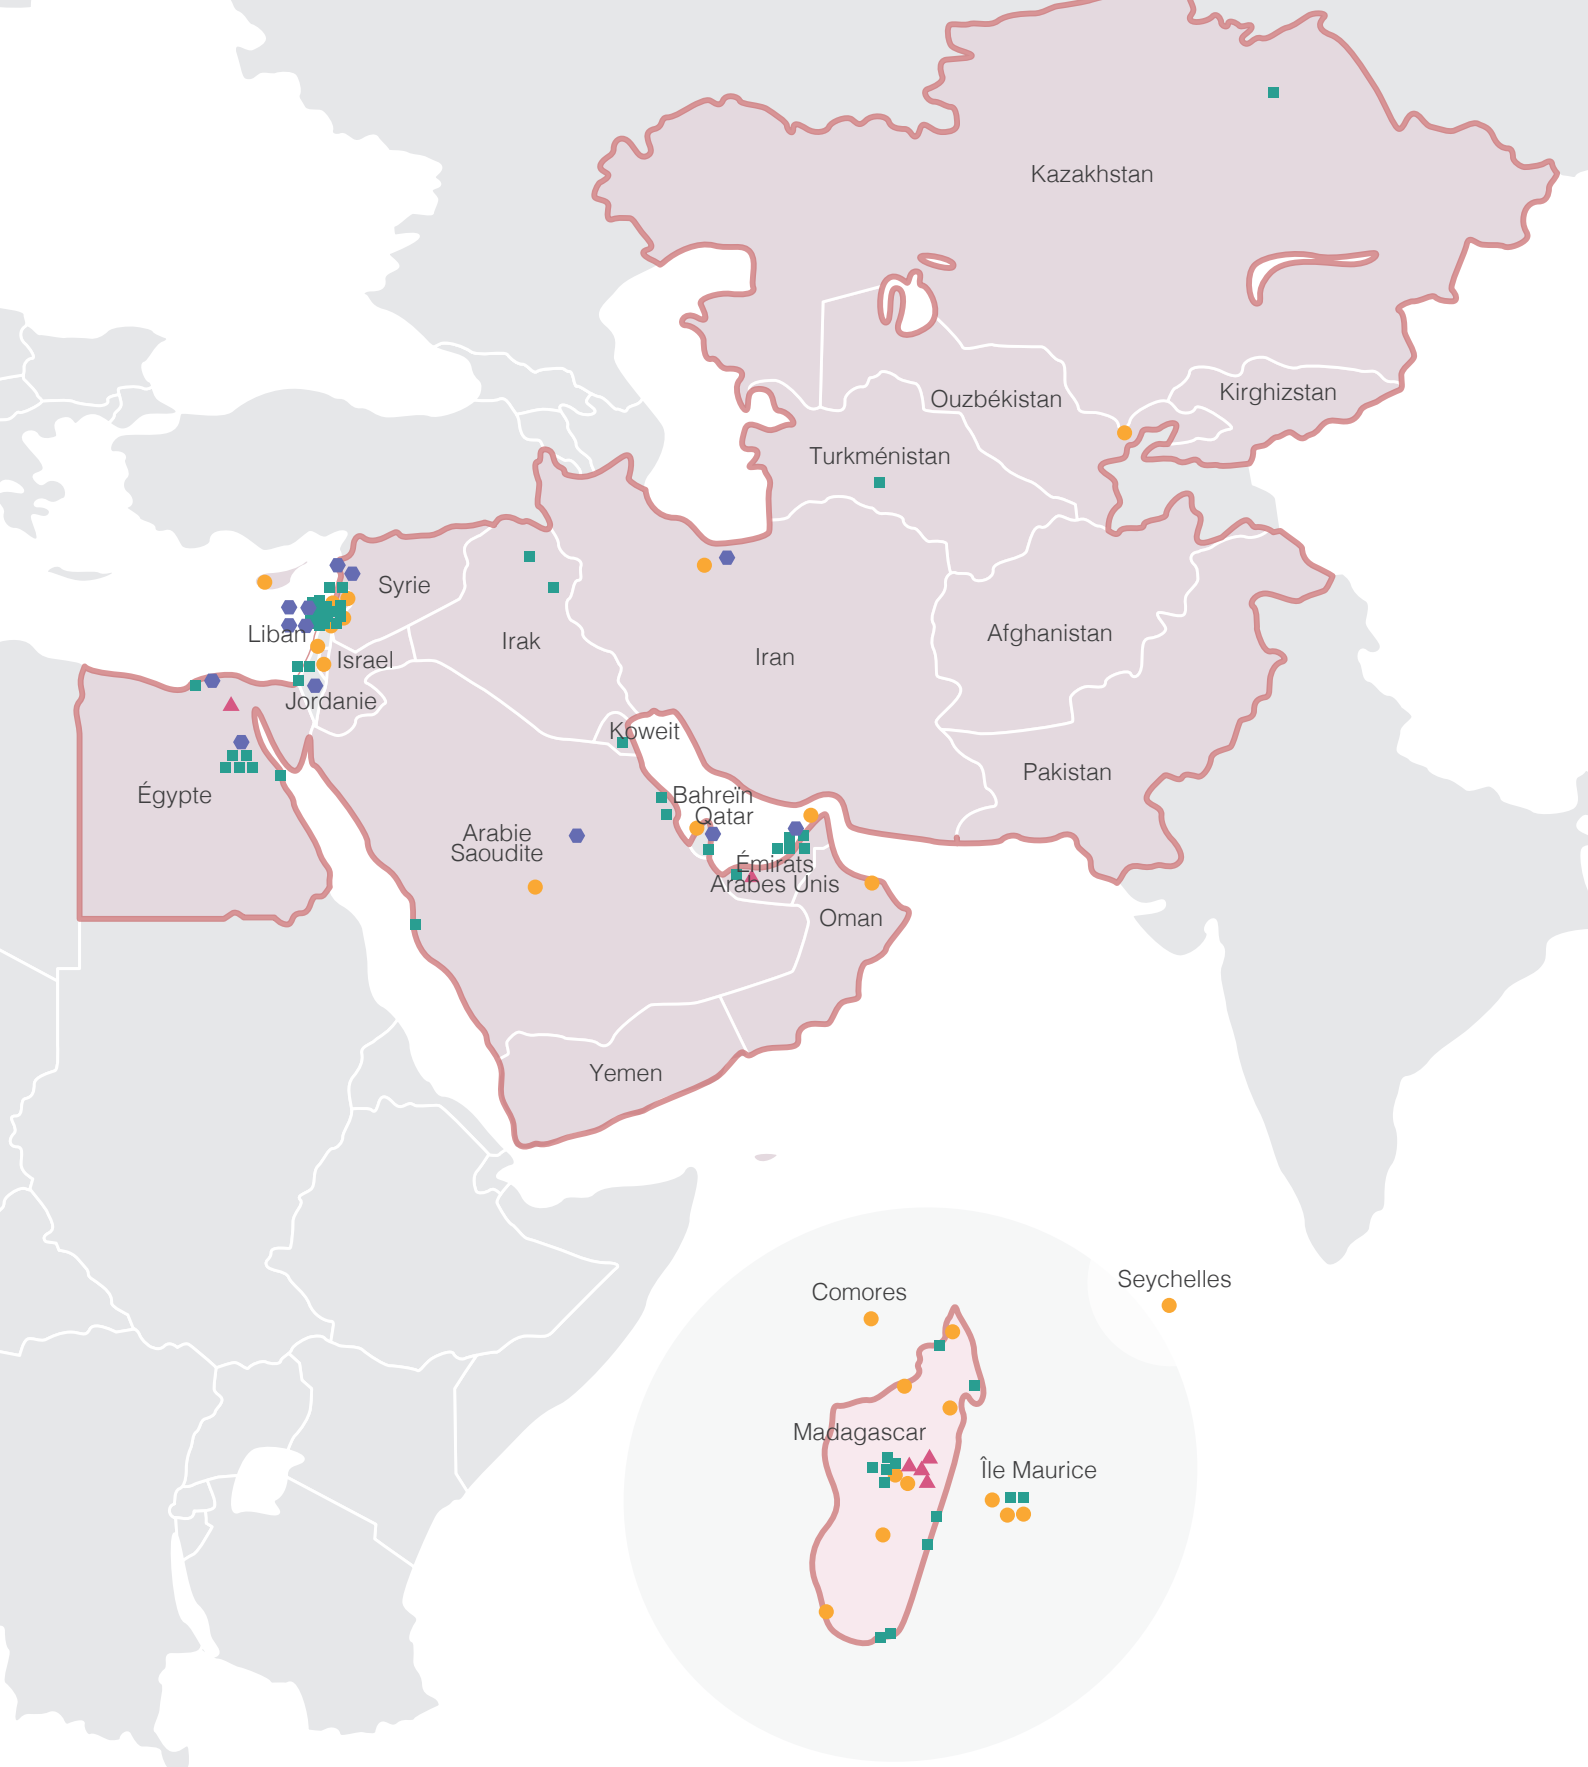 Kazakhstan
Kirghizstan
Ouzbékistan
Turkménistan
Syrie
Liban
Israel
Irak
Iran
Afghanistan
Jordanie
Koweit
Pakistan
Égypte
Bahreïn
Qatar
Arabie
Saoudite
Émirats
Arabes Unis
Oman
Yemen
Seychelles
Comores
Madagascar
Île Maurice